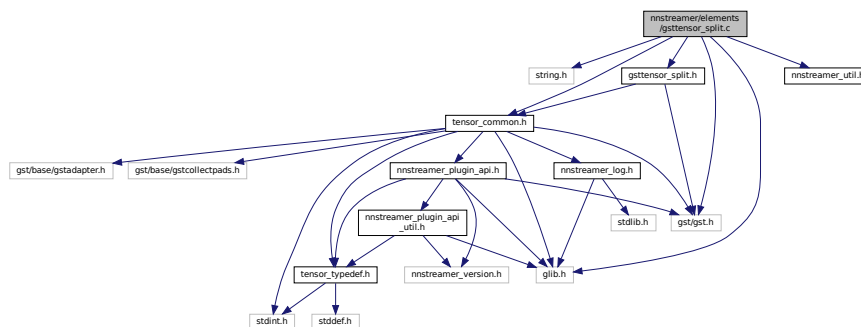 nnstreamer/elements
/gsttensor_split.c
string.h
gsttensor_split.h
nnstreamer_util.h
tensor_common.h
gst/base/gstadapter.h
gst/base/gstcollectpads.h
nnstreamer_plugin_api.h
nnstreamer_log.h
nnstreamer_plugin_api
_util.h
stdlib.h
gst/gst.h
tensor_typedef.h
nnstreamer_version.h
glib.h
stdint.h
stddef.h